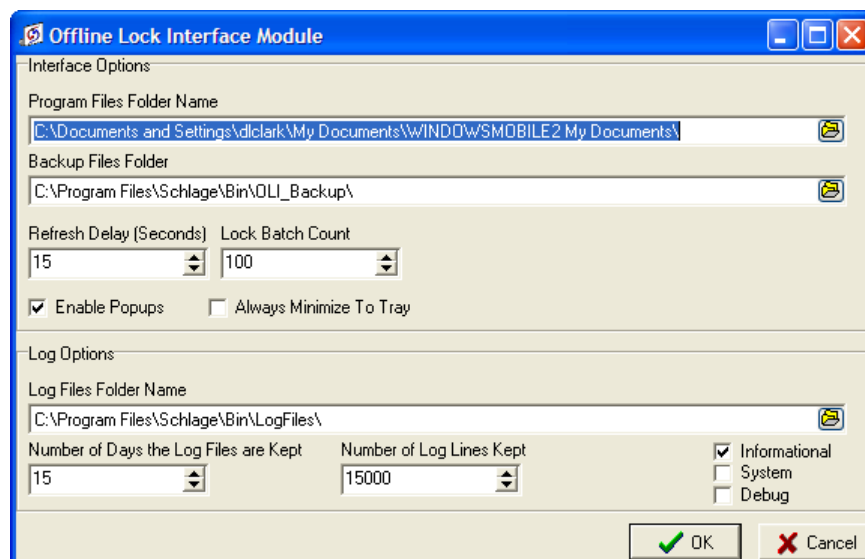 Offline Lock Interface Module
Interface Options
Program Files Folder Name
C:\Documents and Settings\dlclark\My Documents\WINDOWSMOBILE2 My Documents\
Backup Files Folder
C:\Program Files\Schlage\Bin\OLI_Backup\
Refresh Delay (Seconds) Lock Batch Count
15 100
Enable Popups Always Minimize To Tray
Log Options
Log Files Folder Name
C:\Program Files\Schlage\Bin\LogFiles\
Number of Days the Log Files are Kept Number of Log Lines Kept
15 15000
Informational
System
Debug
OK Cancel